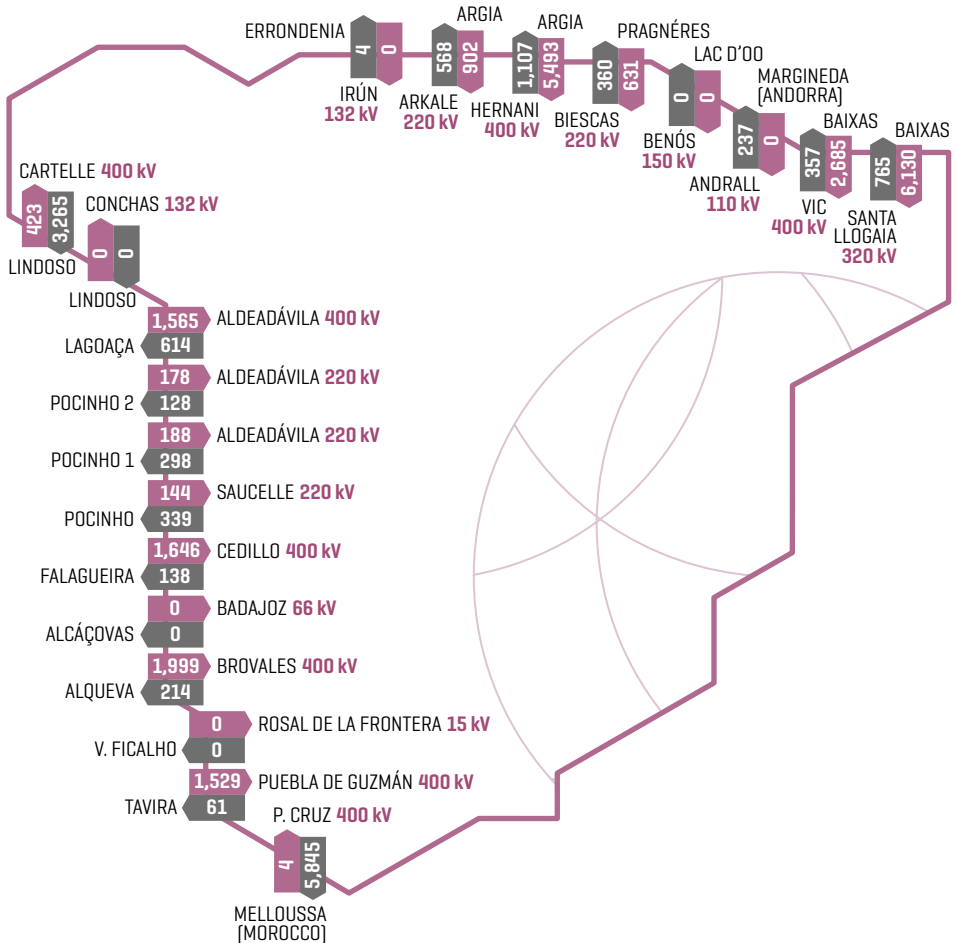 ERRONDENIA
4
0
IRÚN
132 kV
ARGIA
568
902
ARKALE
220 kV
ARGIA
1,107
5,493
HERNANI
400 kV
PRAGNÉRES
360
631
BIESCAS
220 kV
LAC D'OO
0
0
BENÓS
150 kV
MARGINEDA
(ANDORRA)
237
0
ANDRALL
110 kV
BAIXAS
357
2,685
VIC
400 kV
BAIXAS
765
6,130
SANTA
LLOGAIA
320 kV
CARTELLE 400 kV
423
3,265
LINDOSO
CONCHAS 132 kV
0
0
LINDOSO
1,565 ALDEADÁVILA 400 kV
LAGOAÇA 614
178 ALDEADÁVILA 220 kV
POCINHO 2 128
188 ALDEADÁVILA 220 kV
POCINHO 1 298
144 SAUCELLE 220 kV
POCINHO 339
1,646 CEDILLO 400 kV
FALAGUEIRA 138
0 BADAJOZ 66 kV
ALCÁÇOVAS 0
1,999 BROVALES 400 kV
ALQUEVA 214
0 ROSAL DE LA FRONTERA 15 kV
V. FICALHO 0
1,529 PUEBLA DE GUZMÁN 400 kV
TAVIRA 61
P. CRUZ 400 kV
4
5,845
MELLOUSSA
(MOROCCO)